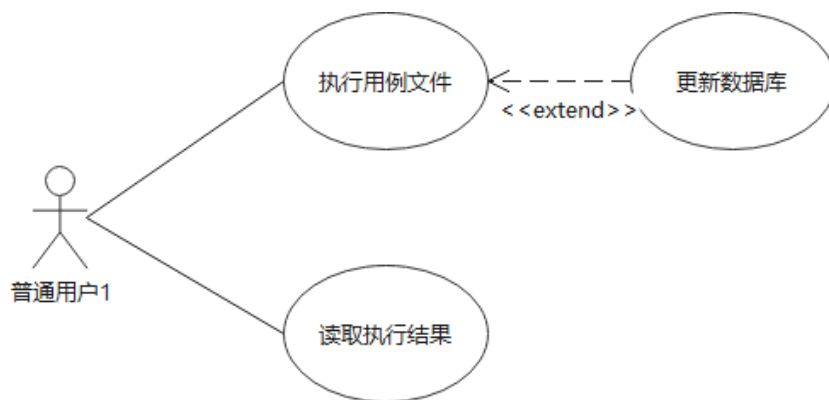 执行用例文件
更新数据库
<<extend>>
普通用户1
读取执行结果